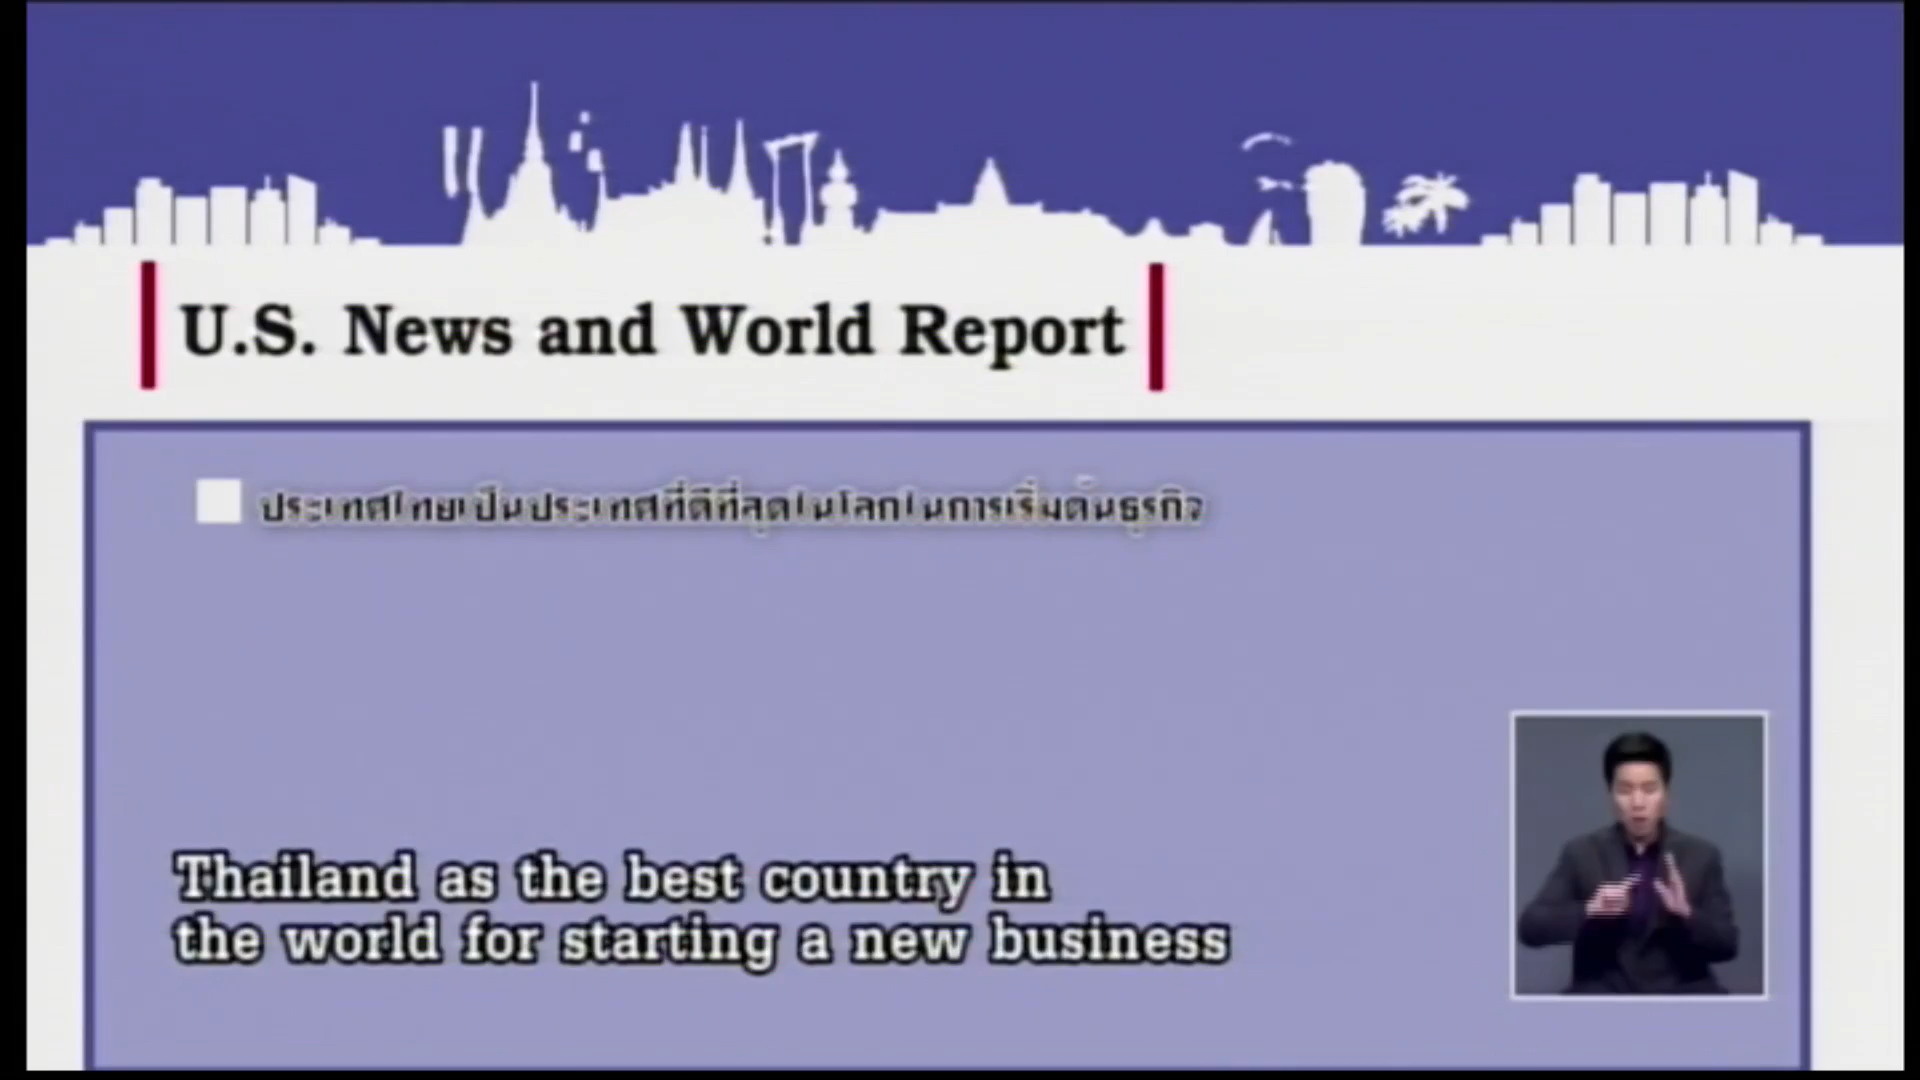 U.S. News and World Report
ประเทศไทยเป็นประเทศที่ดีที่สุดในโลกในการเริ่มต้นธุรกิจ
Thailand as the best country in
the world for starting a new business